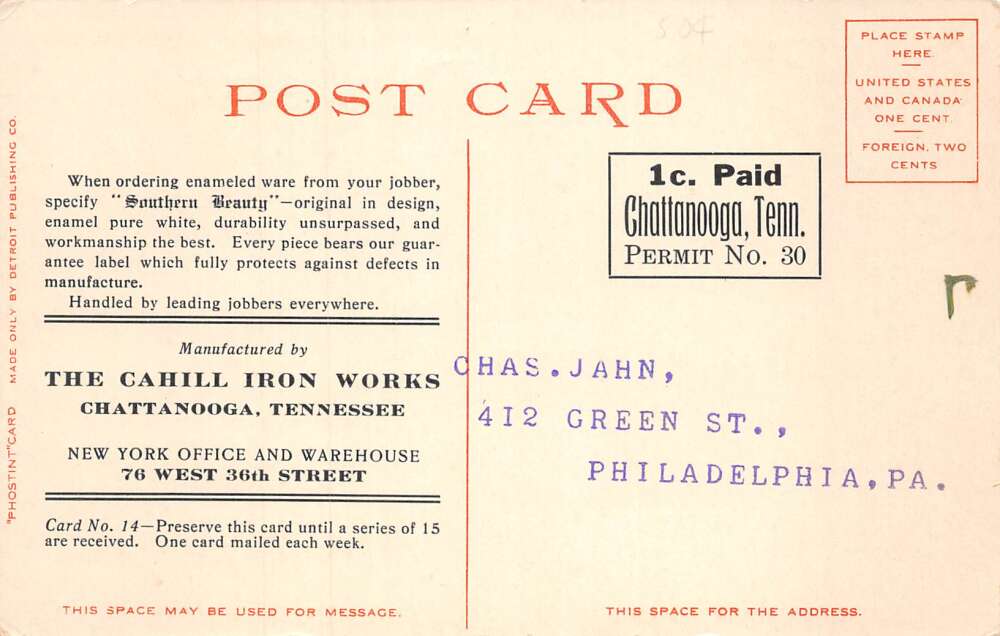 POST CARD
PLACE STAMP
HERE.
UNITED STATES
AND CANADA
ONE CENT.
FOREIGN, TWO
CENTS
1c. Paid
Chattanooga, Tenn.
PERMIT No. 30
"PHOSTINT" CARD MADE ONLY BY DETROIT PUBLISHING CO.
When ordering enameled ware from your jobber,
specify "Southern Beauty"—original in design,
enamel pure white, durability unsurpassed, and
workmanship the best. Every piece bears our guar-
antee label which fully protects against defects in
manufacture.
Handled by leading jobbers everywhere.
Manufactured by
THE CAHILL IRON WORKS
CHATTANOOGA, TENNESSEE
NEW YORK OFFICE AND WAREHOUSE
76 WEST 36th STREET
Card No. 14—Preserve this card until a series of 15
are received. One card mailed each week.
THIS SPACE MAY BE USED FOR MESSAGE.
CHAS.JAHN,
412 GREEN ST.,
PHILADELPHIA,PA.
THIS SPACE FOR THE ADDRESS.